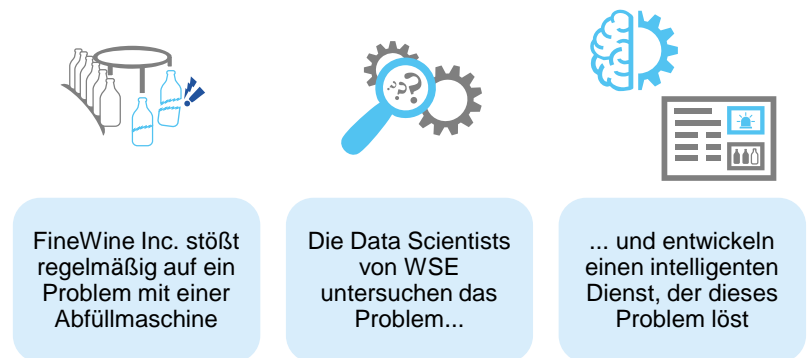 FineWine Inc. stößt
regelmäßig auf ein
Problem mit einer
Abfüllmaschine
Die Data Scientists
von WSE
untersuchen das
Problem...
... und entwickeln
einen intelligenten
Dienst, der dieses
Problem löst